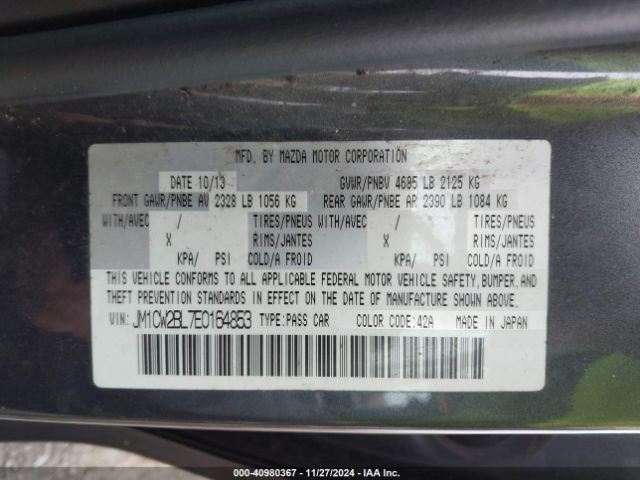 MFD. BY MAZDA MOTOR CORPORATION
DATE 10/13 GVWR/PNBV 4685 LB 2125 KG
FRONT GAWR/PNBE AV 2328 LB 1056 KG REAR GAWR/PNBE AR 2390 LB 1084 KG
WITH/AVEC / TIRES/PNEUS WITH/AVEC / TIRES/PNEUS
X RIMS/JANTES X RIMS/JANTES
KPA/ PSI COLD/A FROID KPA/ PSI COLD/A FROID
THIS VEHICLE CONFORMS TO ALL APPLICABLE FEDERAL MOTOR VEHICLE SAFETY, BUMPER, AND
THEFT PREVENTION STANDARDS IN EFFECT ON THE DATE OF MANUFACTURE SHOWN ABOVE.
VIN: JM1CW2BL7E0164853 TYPE:PASS CAR COLOR CODE:42A MADE IN JAPAN
000-40980367 - 11/27/2024 - IAA Inc.